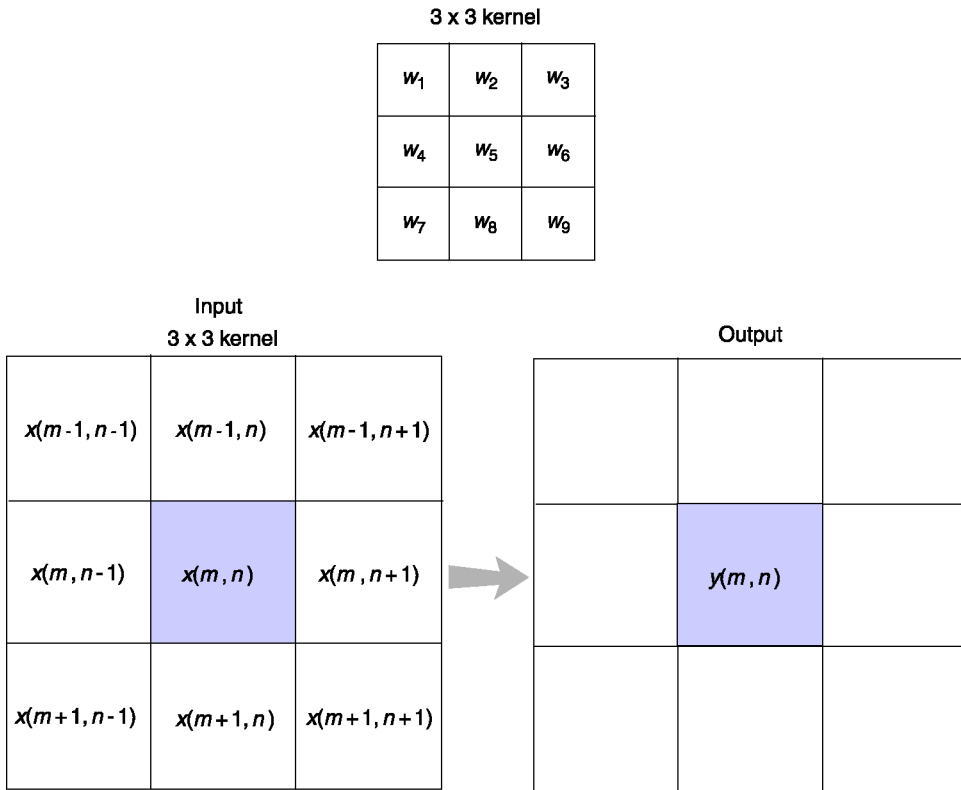 3 x 3 kernel
w₁ w₂ w₃
w₄ w₅ w₆
w₇ w₈ w₉
Input
3 x 3 kernel
Output
x(m-1, n-1) x(m-1, n) x(m-1, n+1)
x(m, n-1) x(m, n) x(m, n+1) y(m, n)
x(m+1, n-1) x(m+1, n) x(m+1, n+1)